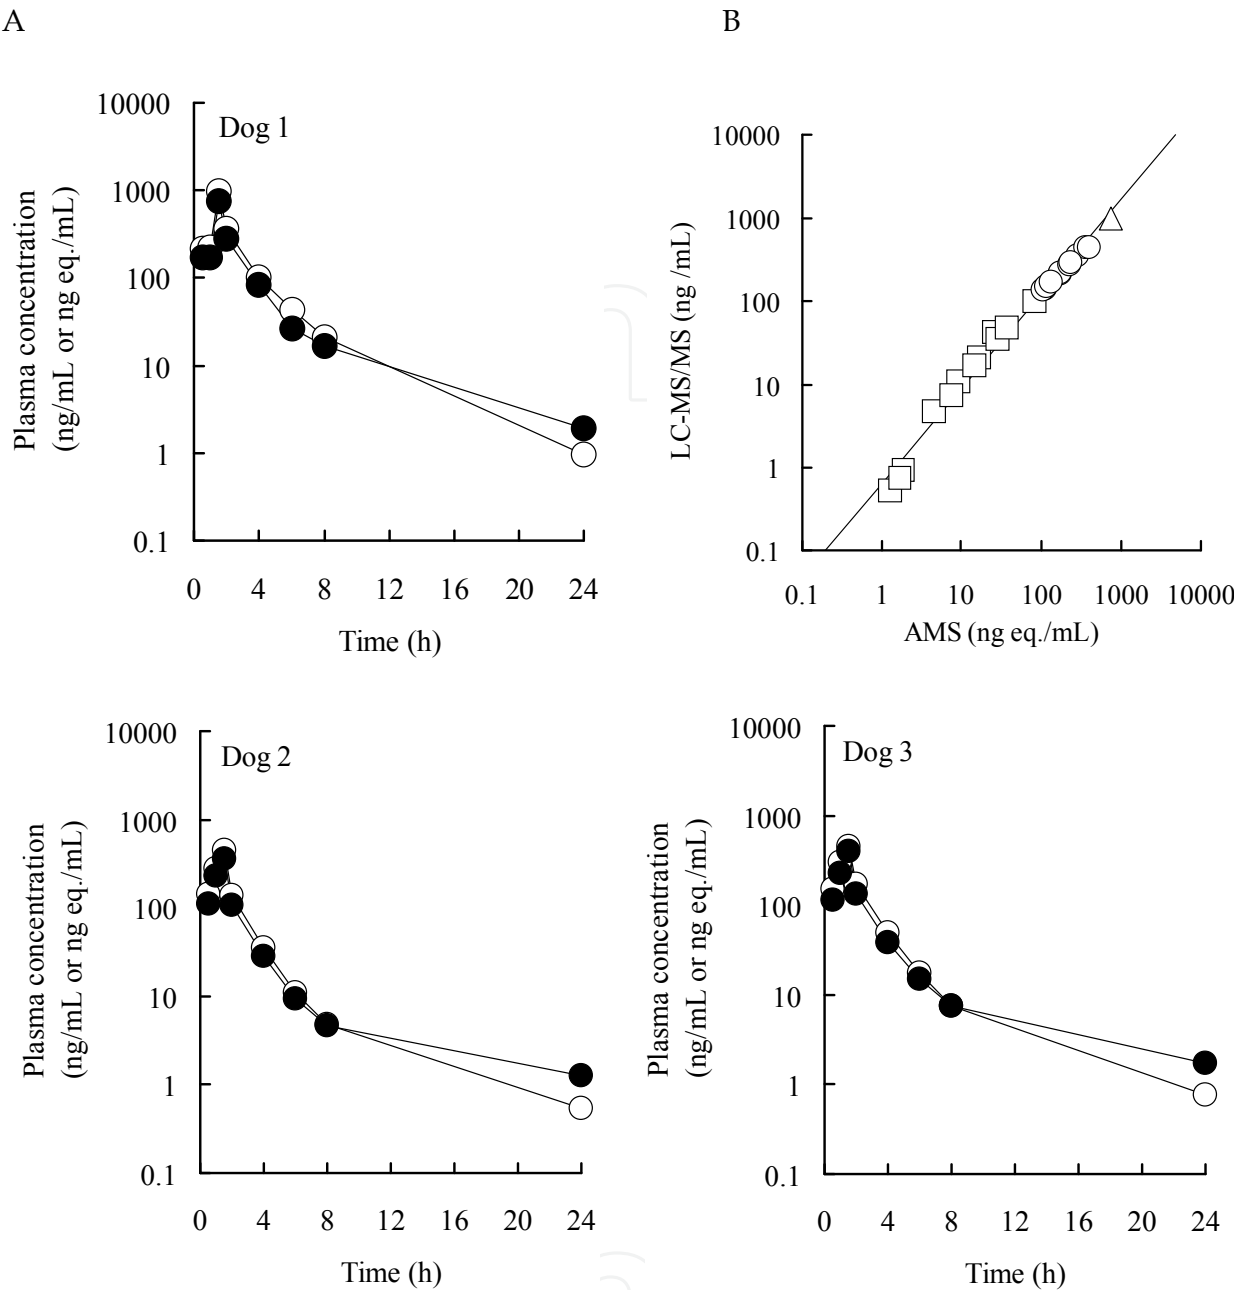 A
B
10000
1000
100
10
1
0.1
Dog 1
Plasma concentration
(ng/mL or ng eq./mL)
0 4 8 12 16 20 24
Time (h)
10000
1000
100
10
1
0.1
LC-MS/MS (ng /mL)
0.1 1 10 100 1000 10000
AMS (ng eq./mL)
10000
1000
100
10
1
0.1
Dog 2
Plasma concentration
(ng/mL or ng eq./mL)
0 4 8 12 16 20 24
Time (h)
10000
1000
100
10
1
0.1
Dog 3
Plasma concentration
(ng/mL or ng eq./mL)
0 4 8 12 16 20 24
Time (h)